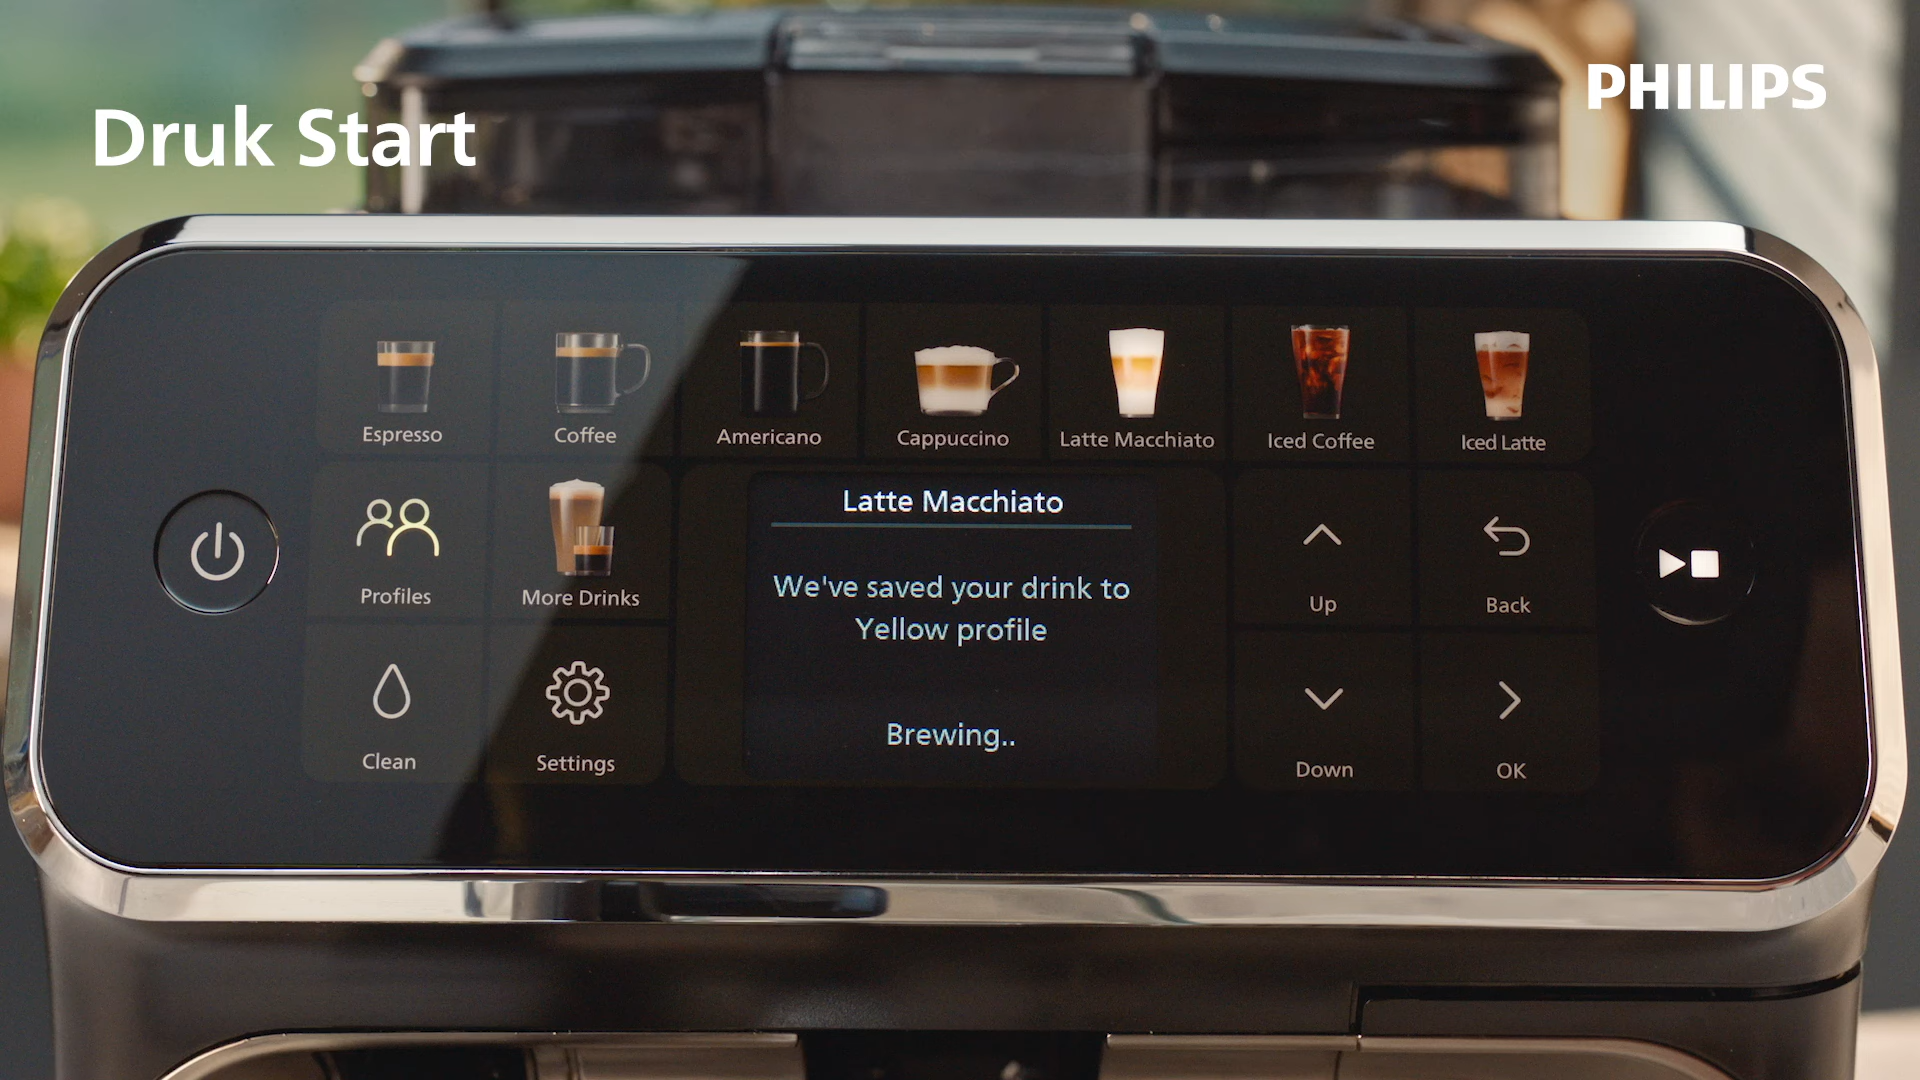 PHILIPS
Druk Start
Espresso
Coffee
Americano
Cappuccino
Latte Macchiato
Iced Coffee
Iced Latte
Profiles
More Drinks
Latte Macchiato
We've saved your drink to
Yellow profile
Brewing..
Up
Back
Clean
Settings
Down
OK